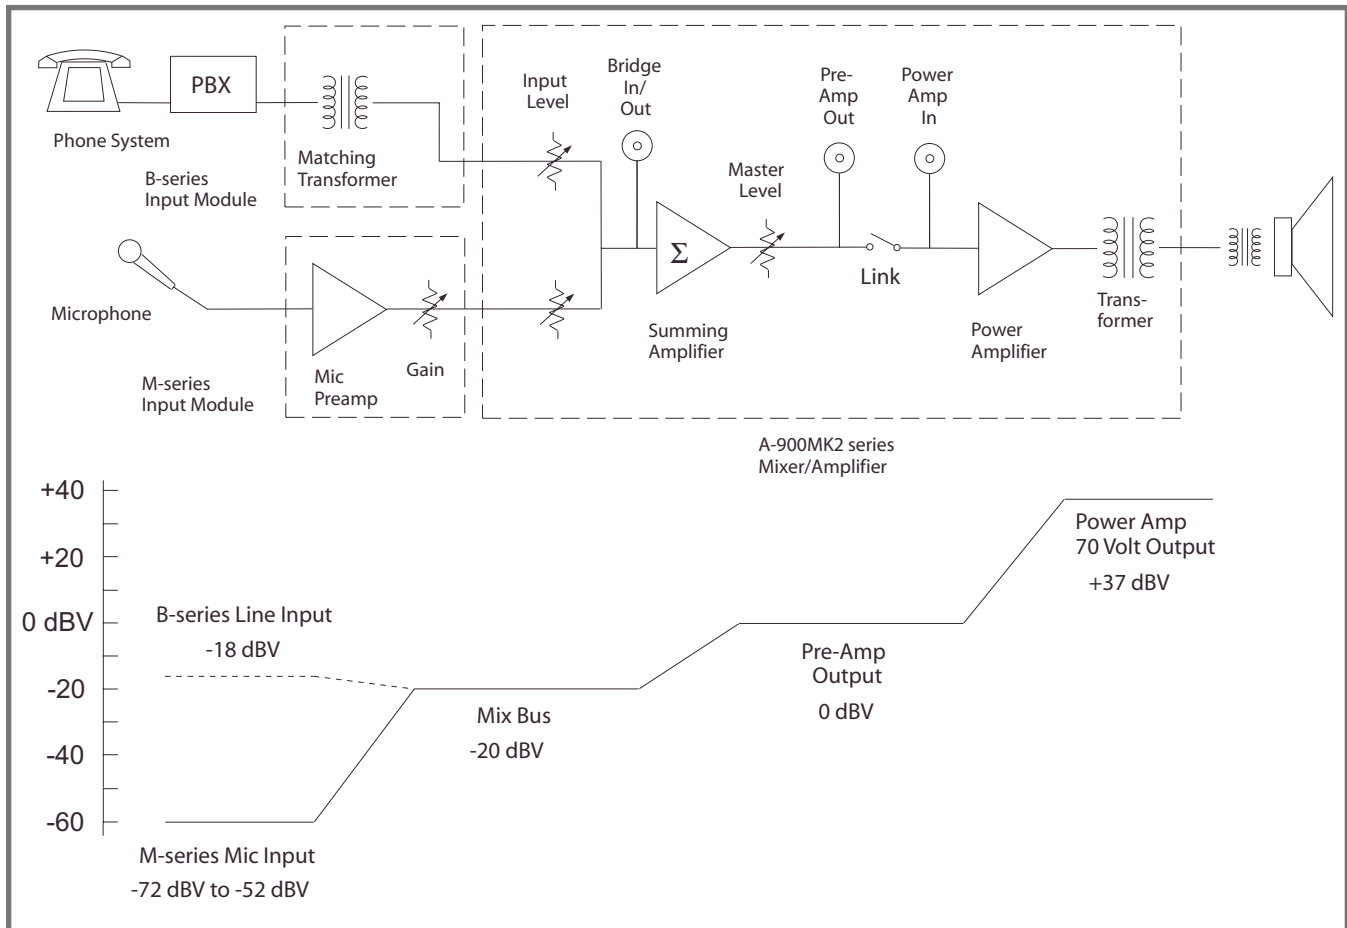 PBX
Phone System
B-series
Input Module
Matching
Transformer
Input
Level
Bridge
In/
Out
Pre-
Amp
Out
Power
Amp
In
Master
Level
Σ
Link
Summing
Amplifier
Power
Amplifier
Trans-
former
Microphone
M-series
Input Module
Mic
Preamp
Gain
A-900MK2 series
Mixer/Amplifier
+40
+20
0 dBV
-20
-40
-60
B-series Line Input
-18 dBV
M-series Mic Input
-72 dBV to -52 dBV
Mix Bus
-20 dBV
Pre-Amp
Output
0 dBV
Power Amp
70 Volt Output
+37 dBV